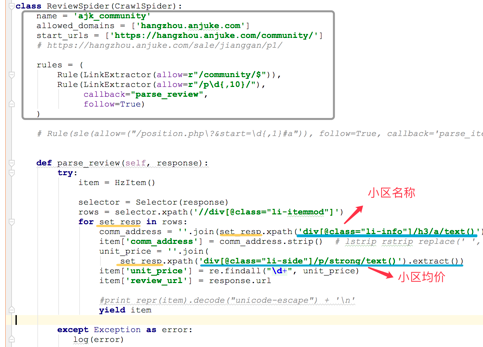 class ReviewSpider(CrawlSpider):
name = 'ajk_community'
allowed_domains = ['hangzhou.anjuke.com']
start_urls = ['https://hangzhou.anjuke.com/community/']
# https://hangzhou.anjuke.com/sale/jianggan/p1/
rules = (
Rule(LinkExtractor(allow=r"/community/$")),
Rule(LinkExtractor(allow=r"/p\d{,10}/"),
callback="parse_review",
follow=True)
)
# Rule(sle(allow=("/position.php\?&start=\d{,1}#a")), follow=True, callback='parse_ite
def parse_review(self, response):
try:
item = HzItem()
小区名称
selector = Selector(response)
rows = selector.xpath('//div[@class="li-itemmod"]')
for set_resp in rows:
comm_address = ''.join(set_resp.xpath('div[@class="li-info"]/h3/a/text()'
item['comm_address'] = comm_address.strip() # lstrip rstrip replace(' ', '
unit_price = ''.join(
set_resp.xpath('div[@class="li-side"]/p/strong/text()').extract())
item['unit_price'] = re.findall("\d+", unit_price)
小区均价
item['review_url'] = response.url
#print repr(item).decode("unicode-escape") + '\n'
yield item
except Exception as error:
log(error)